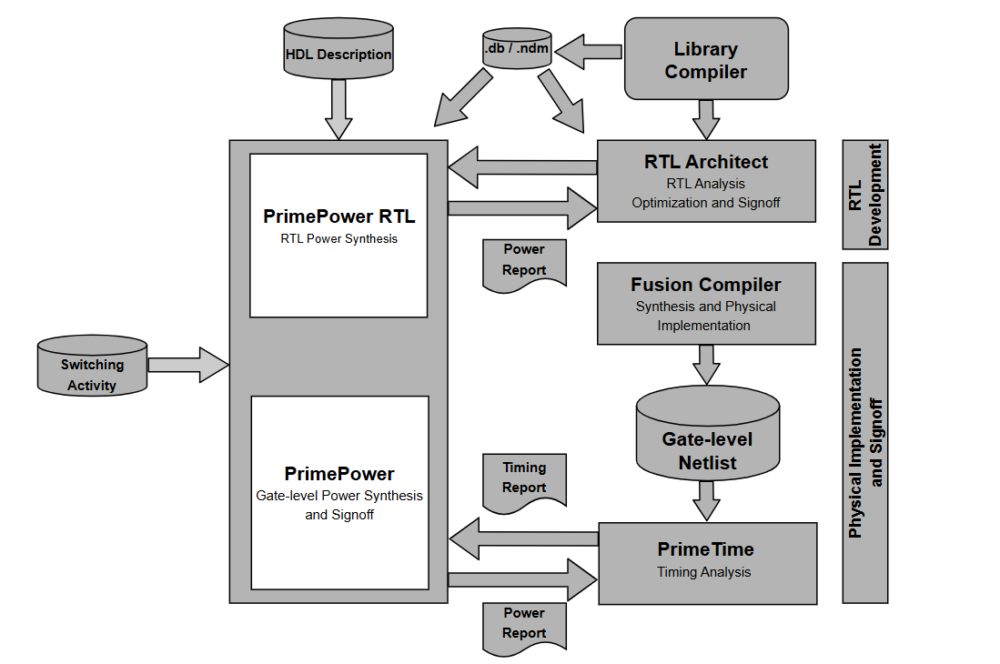 HDL Description
.db / .ndm
Library
Compiler
RTL Architect
RTL Analysis
Optimization and Signoff
RTL
Development
PrimePower RTL
RTL Power Synthesis
Power
Report
Fusion Compiler
Synthesis and Physical
Implementation
Switching
Activity
Gate-level
Netlist
Physical Implementation
and Signoff
PrimePower
Gate-level Power Synthesis
and Signoff
Timing
Report
PrimeTime
Timing Analysis
Power
Report